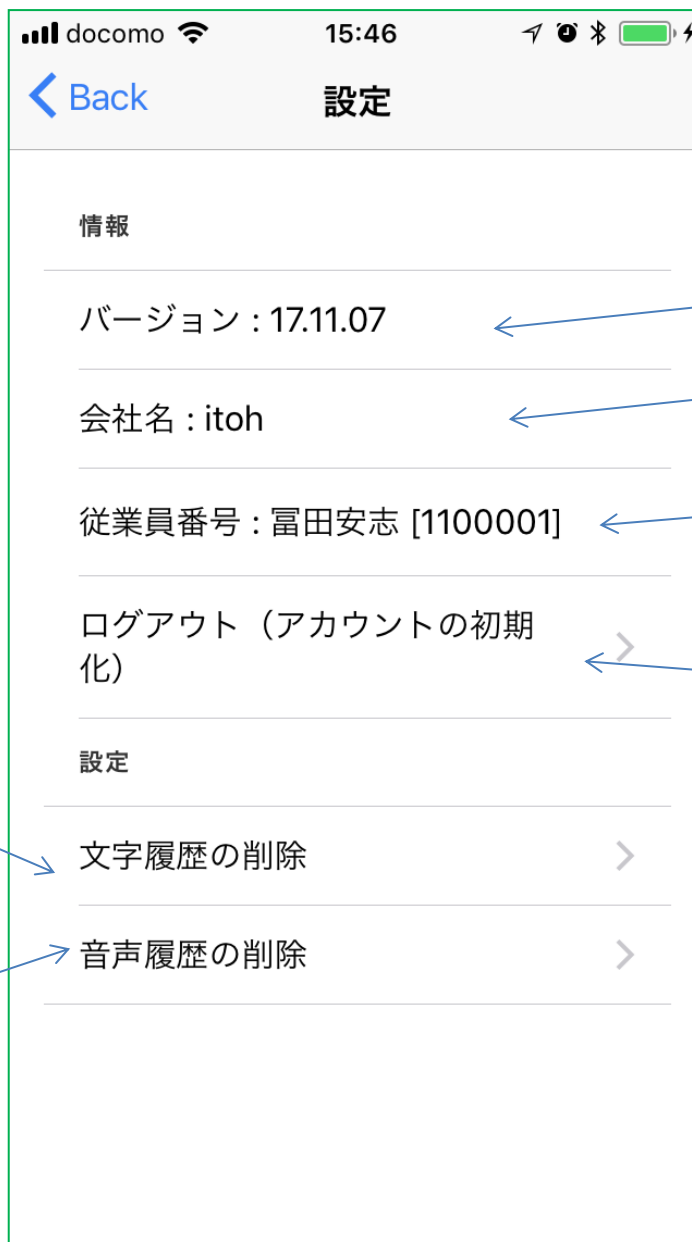 docomo 15:46
Back 設定
情報
バージョン : 17.11.07
会社名 : itoh
従業員番号 : 冨田安志 [1100001]
ログアウト（アカウントの初期
化）
設定
文字履歴の削除
音声履歴の削除